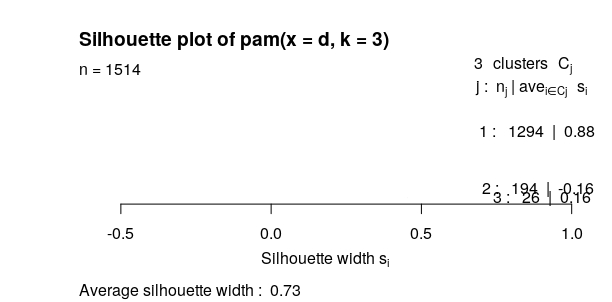 Silhouette plot of pam(x = d, k = 3)
n = 1514
3 clusters Cj
j : nj | avei∈Cj si
1 : 1294 | 0.88
2 : 194 | -0.16
3 : 26 | 0.16
-0.5 0.0 0.5 1.0
Silhouette width si
Average silhouette width : 0.73